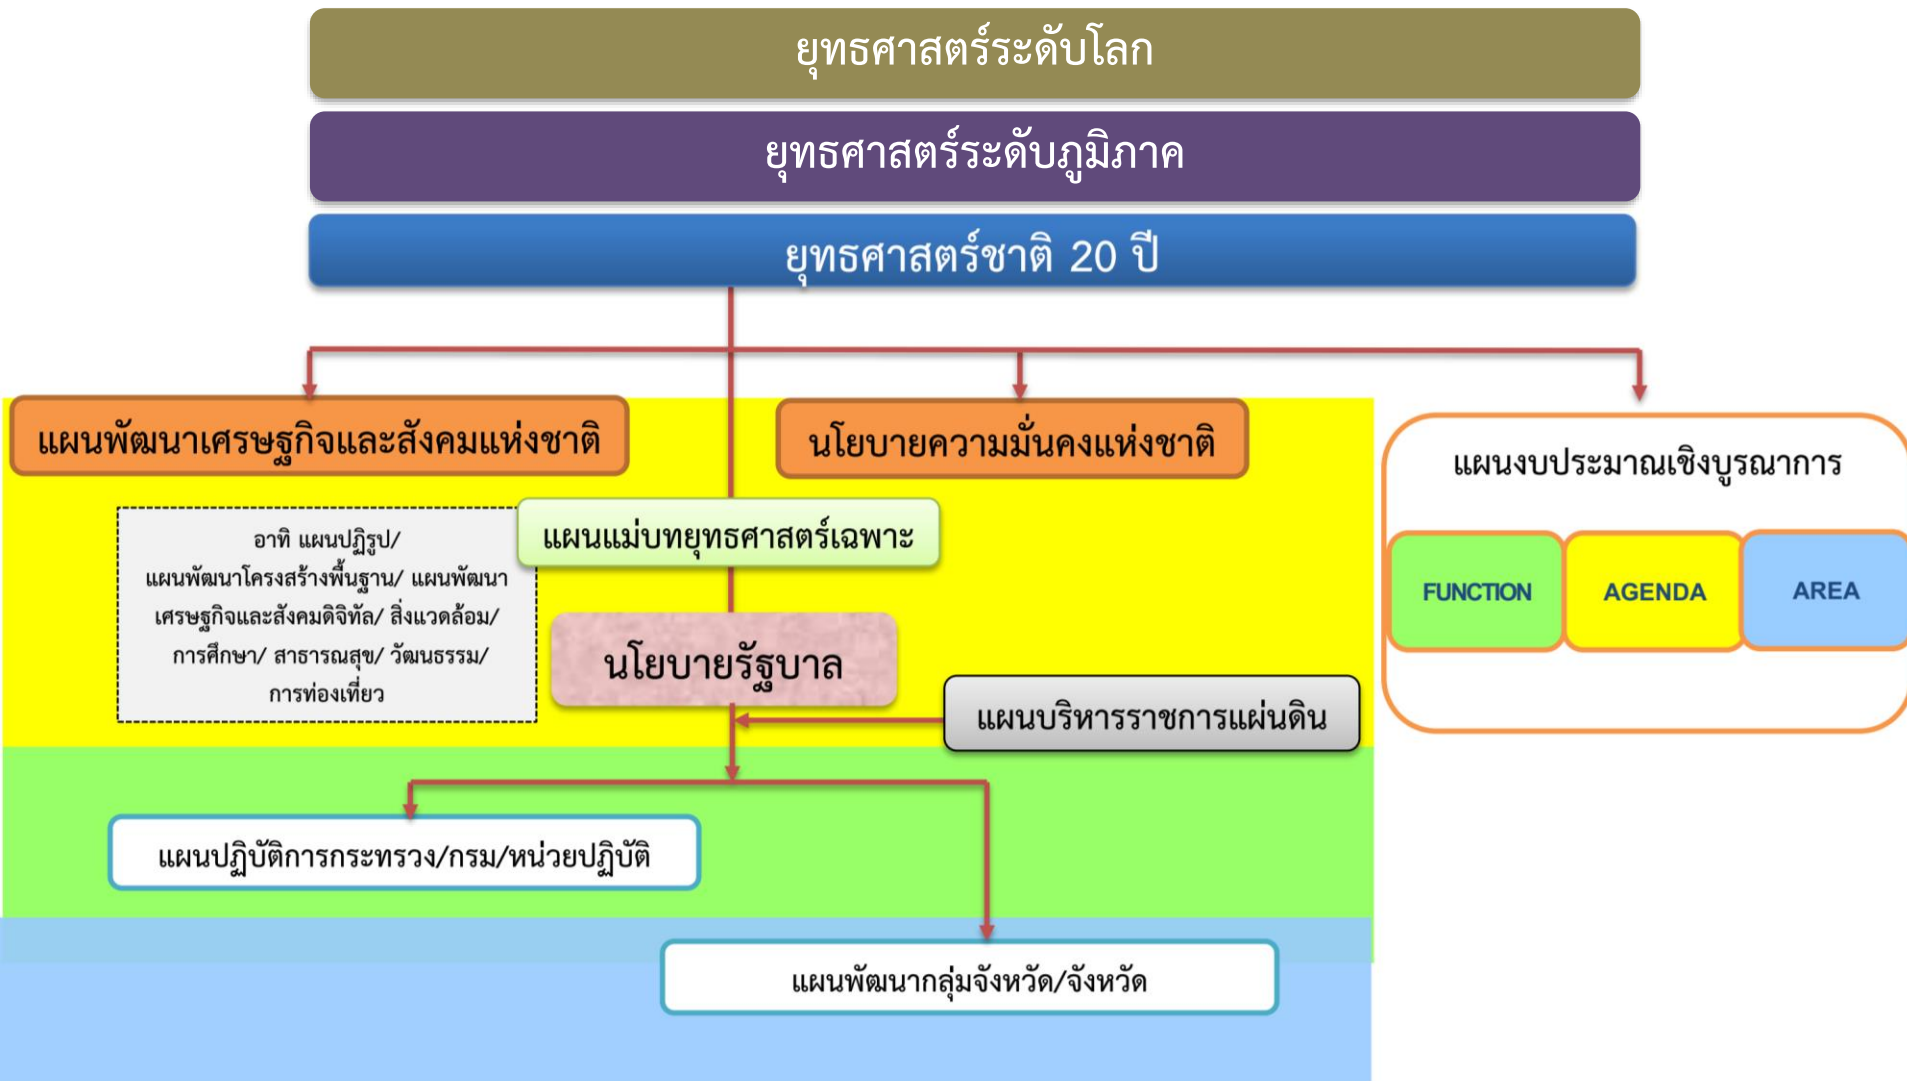 ยุทธศาสตร์ระดับโลก
ยุทธศาสตร์ระดับภูมิภาค
ยุทธศาสตร์ชาติ 20 ปี
แผนพัฒนาเศรษฐกิจและสังคมแห่งชาติ
นโยบายความมั่นคงแห่งชาติ
แผนงบประมาณเชิงบูรณาการ
FUNCTION
AGENDA
AREA
แผนแม่บทยุทธศาสตร์เฉพาะ
อาทิ แผนปฏิรูป/
แผนพัฒนาโครงสร้างพื้นฐาน/ แผนพัฒนา
เศรษฐกิจและสังคมดิจิทัล/ สิ่งแวดล้อม/
การศึกษา/ สาธารณสุข/ วัฒนธรรม/
การท่องเที่ยว
นโยบายรัฐบาล
แผนบริหารราชการแผ่นดิน
แผนปฏิบัติการกระทรวง/กรม/หน่วยปฏิบัติ
แผนพัฒนากลุ่มจังหวัด/จังหวัด